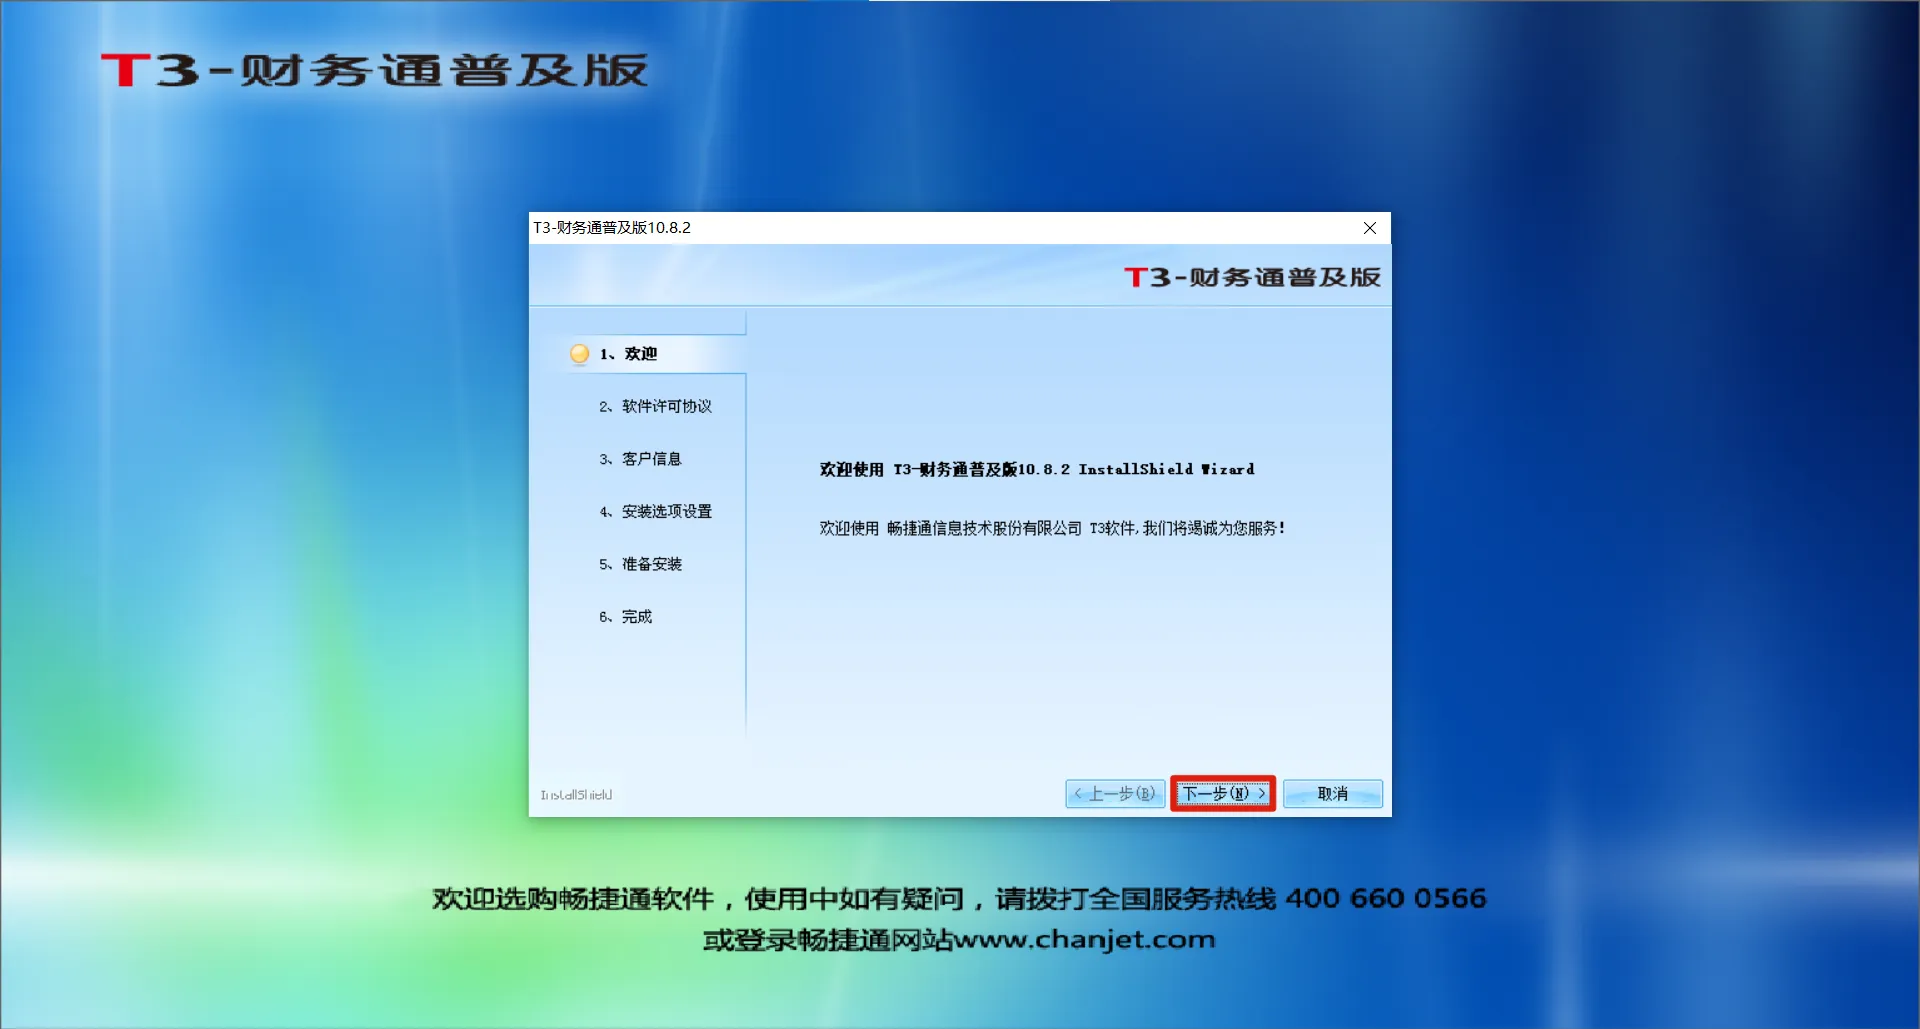 T3-财务通普及版
T3-财务通普及版10.8.2
T3-财务通普及版
1、欢迎
2、软件许可协议
3、客户信息
4、安装选项设置
5、准备安装
6、完成
欢迎使用 T3-财务通普及版10.8.2 InstallShield Wizard
欢迎使用 畅捷通信息技术股份有限公司 T3软件,我们将竭诚为您服务!
InstallShield
< 上一步(B) 下一步(N) > 取消
欢迎选购畅捷通软件，使用中如有疑问，请拨打全国服务热线 400 660 0566
或登录畅捷通网站www.chanjet.com